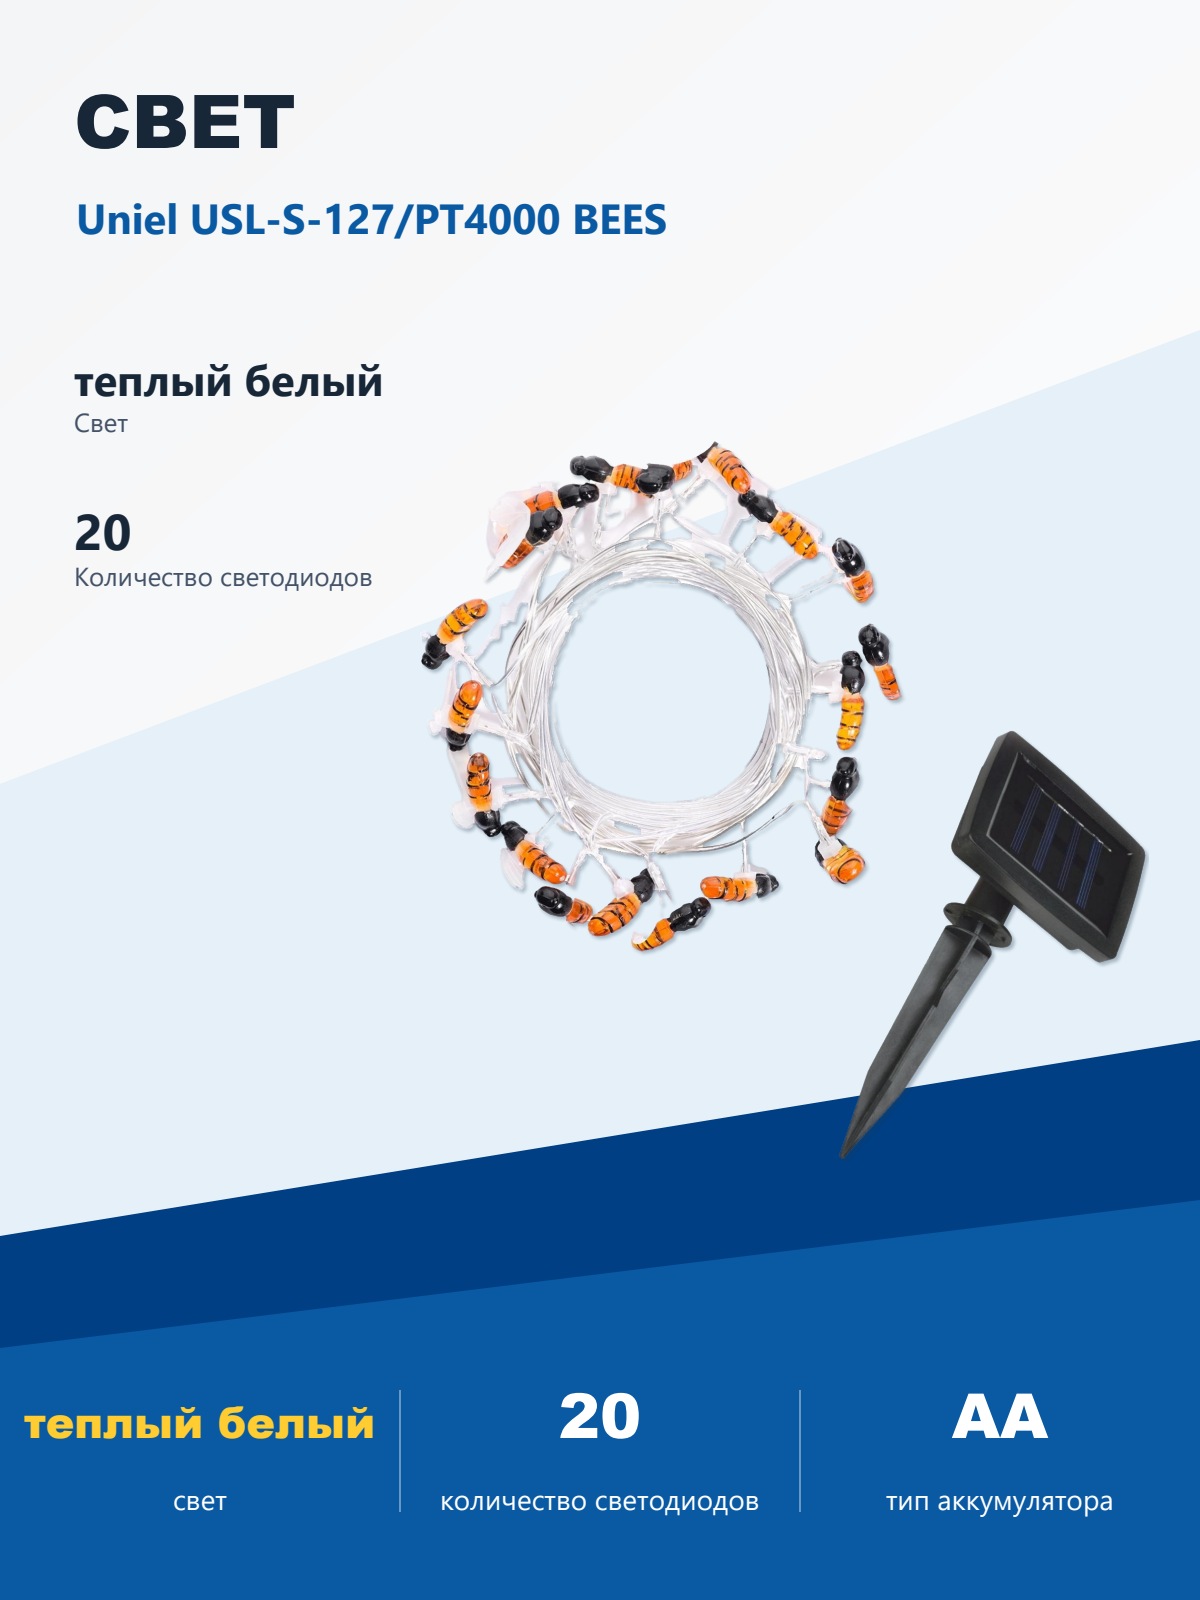 СВЕТ
Uniel USL-S-127/PT4000 BEES
теплый белый
Свет
20
Количество светодиодов
теплый белый
свет
20
количество светодиодов
AA
тип аккумулятора